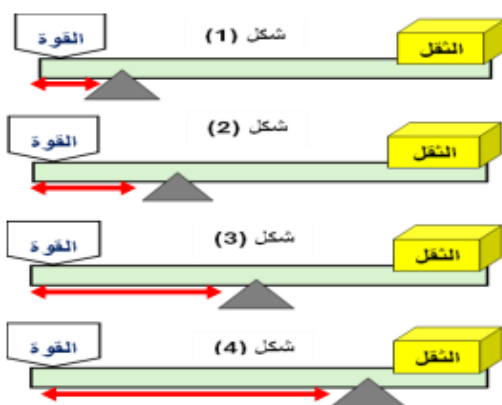 القوة
شكل (1)
الثقل
القوة
شكل (2)
الثقل
القوة
شكل (3)
الثقل
القوة
شكل (4)
الثقل